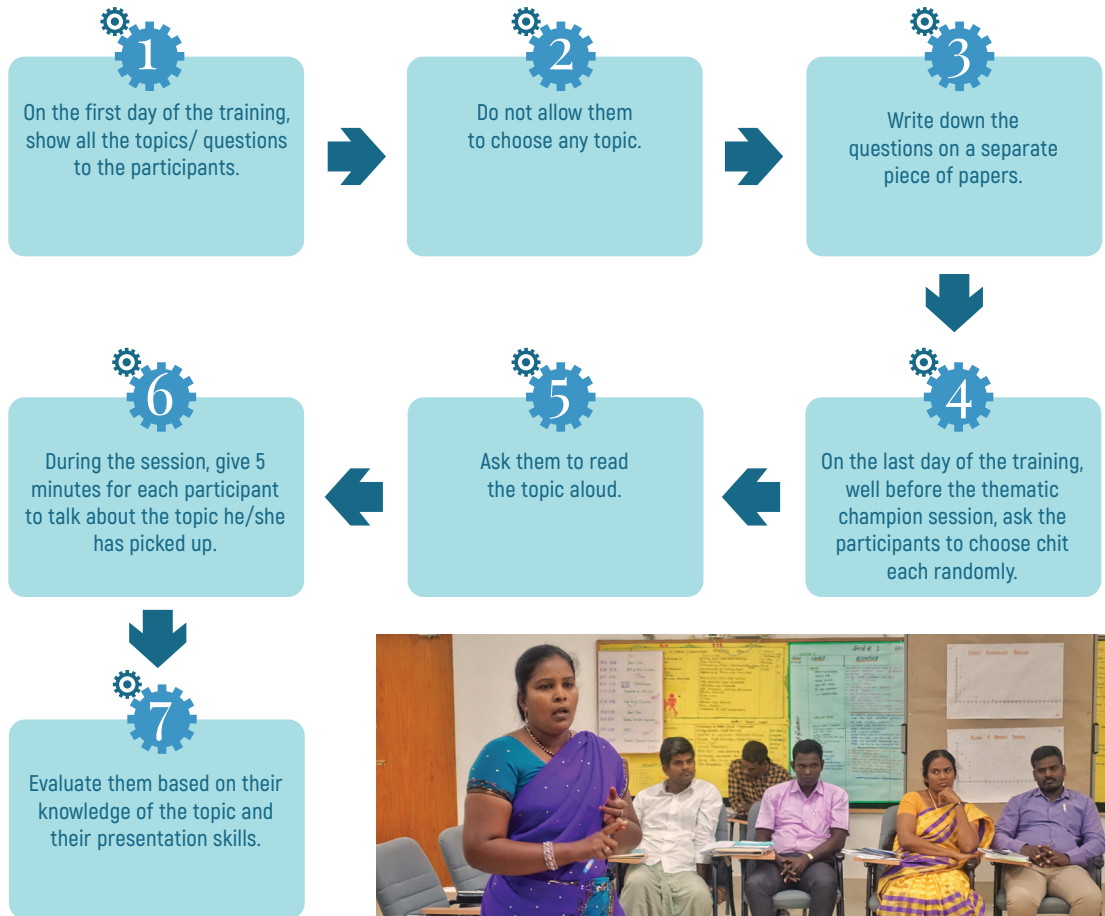 1
On the first day of the training,
show all the topics/ questions
to the participants.
2
Do not allow them
to choose any topic.
3
Write down the
questions on a separate
piece of papers.
4
On the last day of the training,
well before the thematic
champion session, ask the
participants to choose chit
each randomly.
5
Ask them to read
the topic aloud.
6
During the session, give 5
minutes for each participant
to talk about the topic he/she
has picked up.
7
Evaluate them based on their
knowledge of the topic and
their presentation skills.